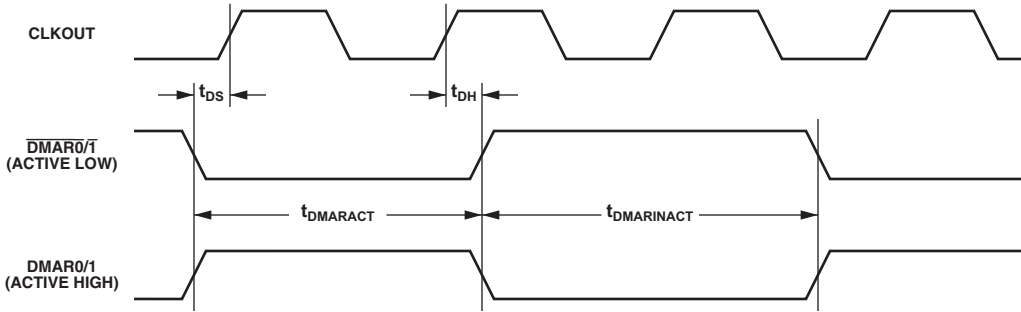 CLKOUT
tDS
tDH
DMAR0/1
(ACTIVE LOW)
tDMARACT
tDMARINACT
DMAR0/1
(ACTIVE HIGH)